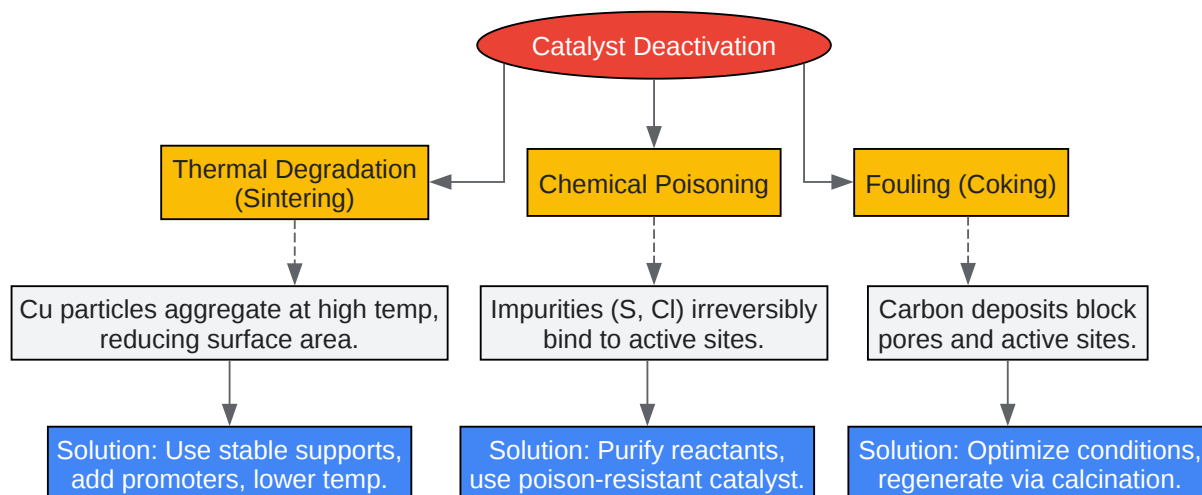 Catalyst Deactivation
Thermal Degradation
(Sintering)
Chemical Poisoning
Fouling (Coking)
Cu particles aggregate at high temp,
reducing surface area.
Impurities (S, Cl) irreversibly
bind to active sites.
Carbon deposits block
pores and active sites.
Solution: Use stable supports,
add promoters, lower temp.
Solution: Purify reactants,
use poison-resistant catalyst.
Solution: Optimize conditions,
regenerate via calcination.